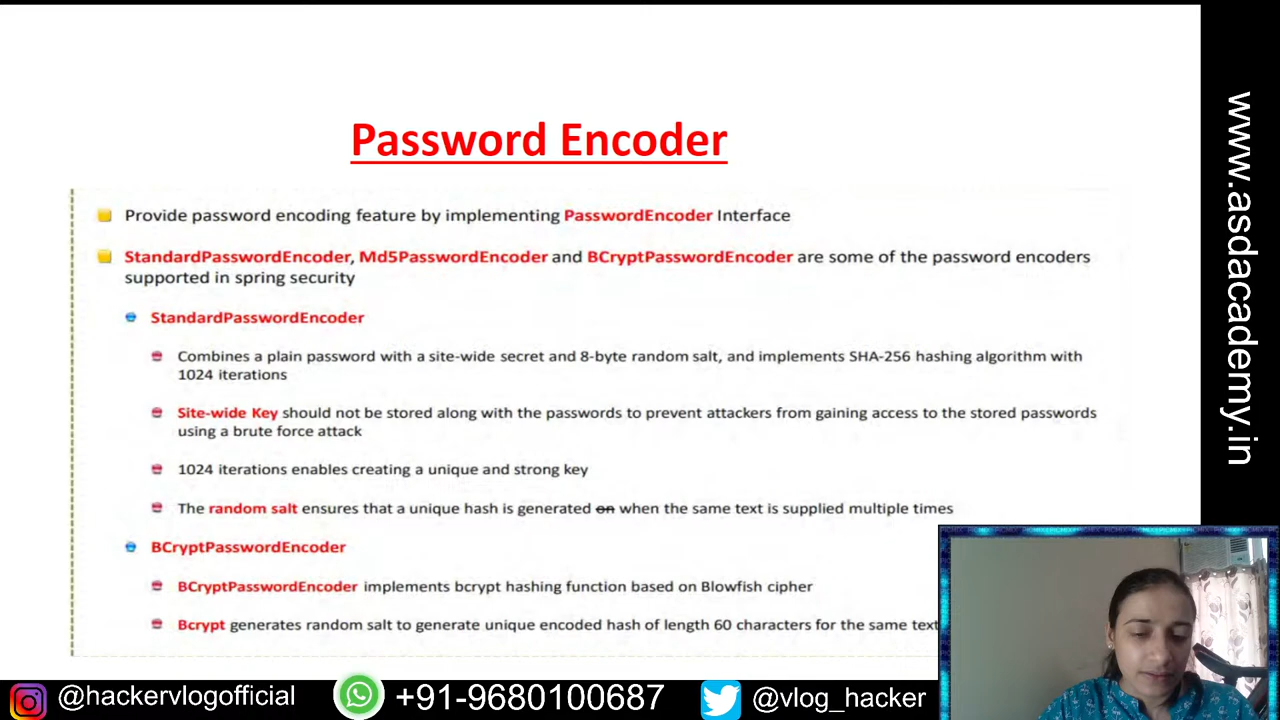 Password Encoder
Provide password encoding feature by implementing PasswordEncoder Interface
StandardPasswordEncoder, Md5PasswordEncoder and BCryptPasswordEncoder are some of the password encoders
supported in spring security
StandardPasswordEncoder
Combines a plain password with a site-wide secret and 8-byte random salt, and implements SHA-256 hashing algorithm with
1024 iterations
Site-wide Key should not be stored along with the passwords to prevent attackers from gaining access to the stored passwords
using a brute force attack
1024 iterations enables creating a unique and strong key
The random salt ensures that a unique hash is generated on when the same text is supplied multiple times
BCryptPasswordEncoder
BCryptPasswordEncoder implements bcrypt hashing function based on Blowfish cipher
Bcrypt generates random salt to generate unique encoded hash of length 60 characters for the same text
www.asdacademy.in
@hackervlogofficial
+91-9680100687
@vlog_hacker